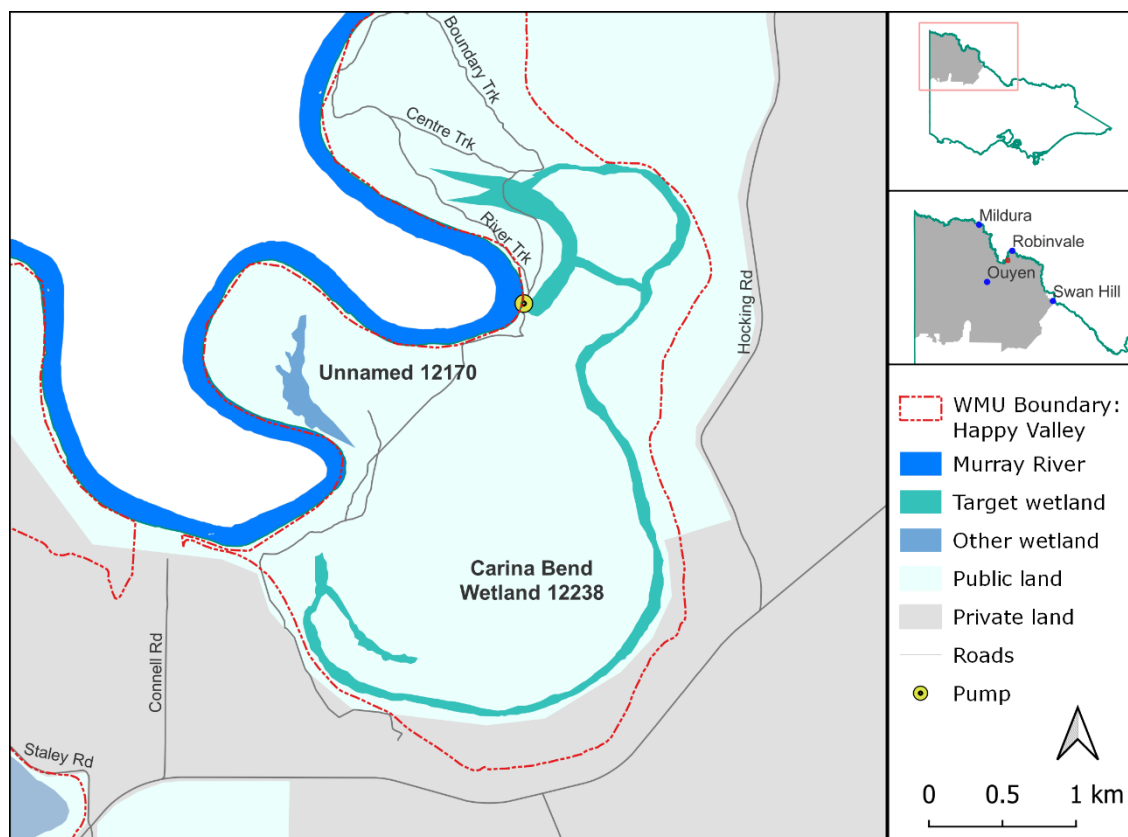 Boundary Trk
Centre Trk
River Trk
Hocking Rd
Unnamed 12170
Carina Bend
Wetland 12238
Connell Rd
Staley Rd
Mildura
Robinvale
Ouyen
Swan Hill
WMU Boundary:
Happy Valley
Murray River
Target wetland
Other wetland
Public land
Private land
Roads
Pump
0 0.5 1 km